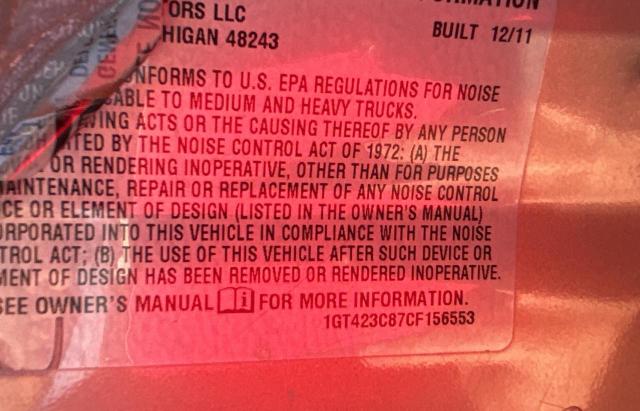 ORMATION
TORS LLC
HIGAN 48243
BUILT 12/11
NFORMS TO U.S. EPA REGULATIONS FOR NOISE
ABLE TO MEDIUM AND HEAVY TRUCKS.
WING ACTS OR THE CAUSING THEREOF BY ANY PERSON
ITED BY THE NOISE CONTROL ACT OF 1972: (A) THE
OR RENDERING INOPERATIVE, OTHER THAN FOR PURPOSES
AINTENANCE, REPAIR OR REPLACEMENT OF ANY NOISE CONTROL
CE OR ELEMENT OF DESIGN (LISTED IN THE OWNER'S MANUAL)
ORPORATED INTO THIS VEHICLE IN COMPLIANCE WITH THE NOISE
TROL ACT; (B) THE USE OF THIS VEHICLE AFTER SUCH DEVICE OR
MENT OF DESIGN HAS BEEN REMOVED OR RENDERED INOPERATIVE.
SEE OWNER'S MANUAL i FOR MORE INFORMATION.
1GT423C87CF156553